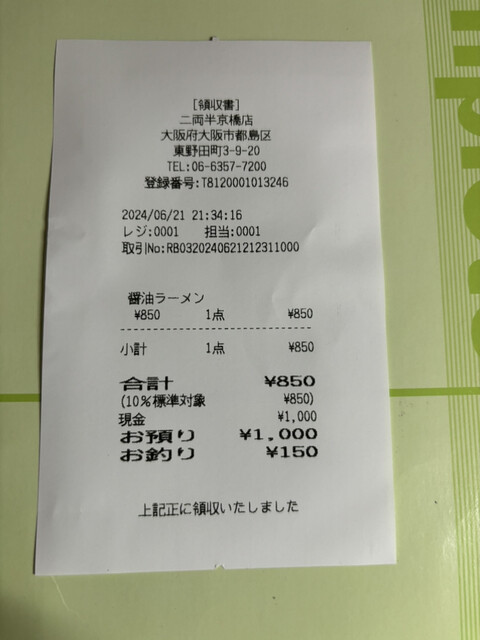 [領収書]
二両半京橋店
大阪府大阪市都島区
東野田町3-9-20
TEL:06-6357-7200
登録番号:T8120001013246
2024/06/21 21:34:16
レジ:0001 担当:0001
取引No:RB0320240621212311000
醤油ラーメン
¥850 1点 ¥850
小計 1点 ¥850
合計 ¥850
(10%標準対象 ¥850)
現金 ¥1,000
お預り ¥1,000
お釣り ¥150
上記正に領収いたしました